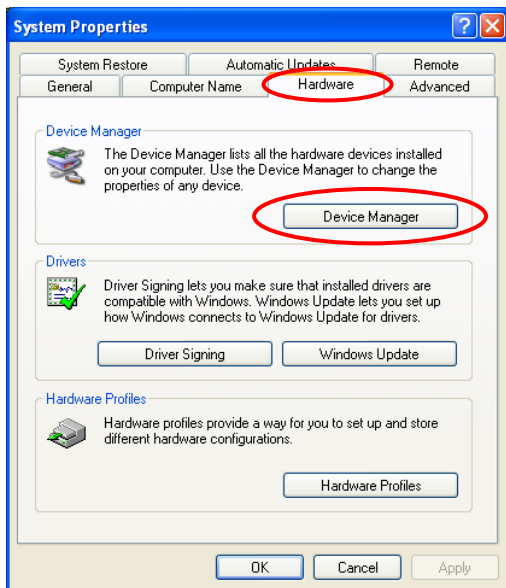 System Properties
System Restore Automatic Updates Remote
General Computer Name Hardware Advanced
Device Manager
The Device Manager lists all the hardware devices installed
on your computer. Use the Device Manager to change the
properties of any device.
Device Manager
Drivers
Driver Signing lets you make sure that installed drivers are
compatible with Windows. Windows Update lets you set up
how Windows connects to Windows Update for drivers.
Driver Signing Windows Update
Hardware Profiles
Hardware profiles provide a way for you to set up and store
different hardware configurations.
Hardware Profiles
OK Cancel Apply